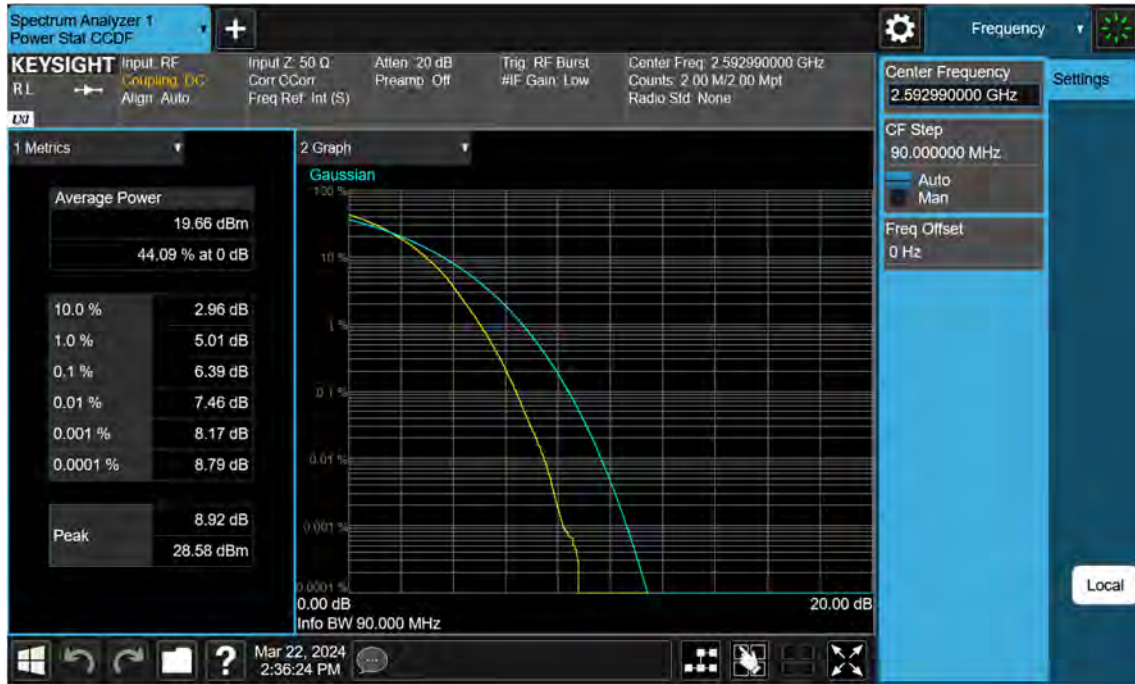 Spectrum Analyzer 1
Power Stat CCDF
+
Frequency
KEYSIGHT
RL
LXI
Input: RF
Coupling: DC
Align: Auto
Input Z: 50 Ω
Corr CCorr
Freq Ref: Int (S)
Atten: 20 dB
Preamp: Off
Trig: RF Burst
#IF Gain: Low
Center Freq: 2.592990000 GHz
Counts: 2.00 M/2.00 Mpt
Radio Std: None
Center Frequency
2.592990000 GHz
Settings
CF Step
90.000000 MHz
Auto
Man
Freq Offset
0 Hz
1 Metrics
Average Power
19.66 dBm
44.09 % at 0 dB
10.0 % 2.96 dB
1.0 % 5.01 dB
0.1 % 6.39 dB
0.01 % 7.46 dB
0.001 % 8.17 dB
0.0001 % 8.79 dB
Peak
8.92 dB
28.58 dBm
2 Graph
Gaussian
100 %
10 %
1 %
0.1 %
0.01 %
0.001 %
0.0001 %
0.00 dB 20.00 dB
Info BW 90.000 MHz
Local
?
Mar 22, 2024
2:36:24 PM